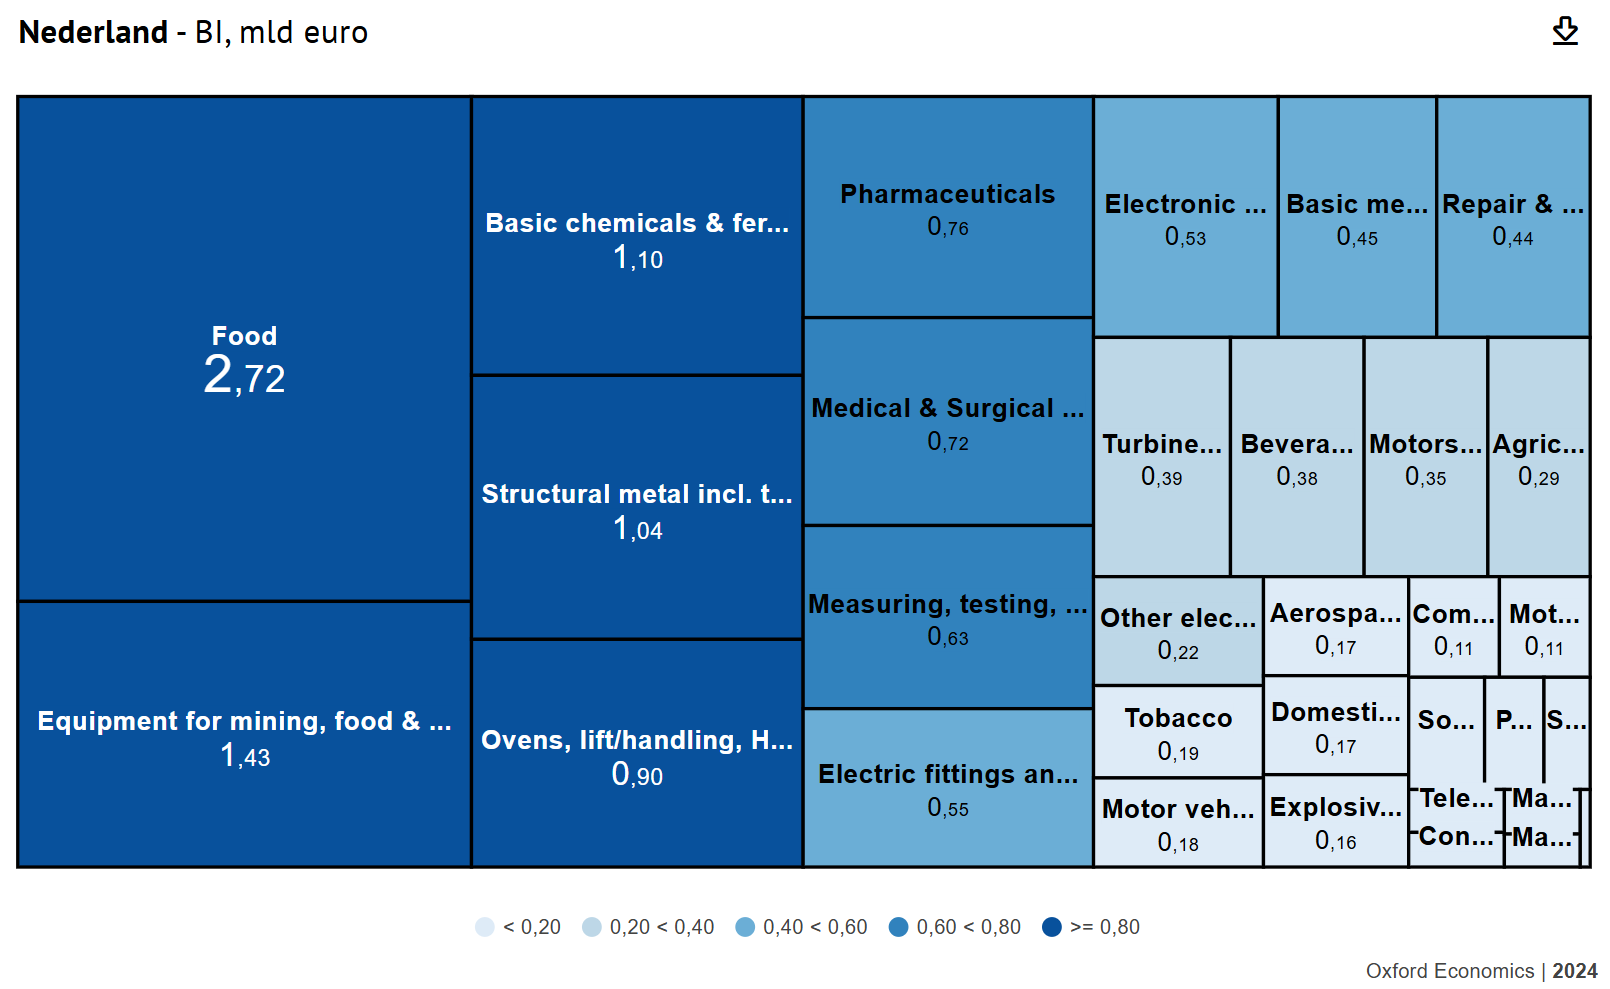 Nederland - BI, mld euro
Food
2,72
Equipment for mining, food & ...
1,43
Basic chemicals & fer...
1,10
Structural metal incl. t...
1,04
Ovens, lift/handling, H...
0,90
Pharmaceuticals
0,76
Medical & Surgical ...
0,72
Measuring, testing, ...
0,63
Electric fittings an...
0,55
Electronic ...
0,53
Basic me...
0,45
Repair & ...
0,44
Turbine...
0,39
Bevera...
0,38
Motors...
0,35
Agric...
0,29
Other elec...
0,22
Tobacco
0,19
Motor veh...
0,18
Aerospa...
0,17
Domesti...
0,17
Explosiv...
0,16
Com...
0,11
Mot...
0,11
So...
P...
S...
Tele...
Ma...
Con...
Ma...
< 0,20
0,20 < 0,40
0,40 < 0,60
0,60 < 0,80
>= 0,80
Oxford Economics | 2024